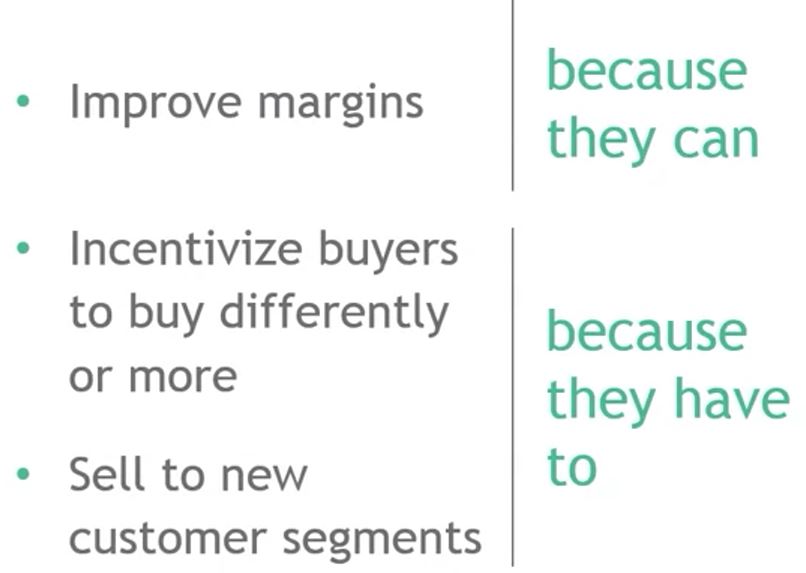 • Improve margins
because
they can
• Incentivize buyers
to buy differently
or more
• Sell to new
customer segments
because
they have
to